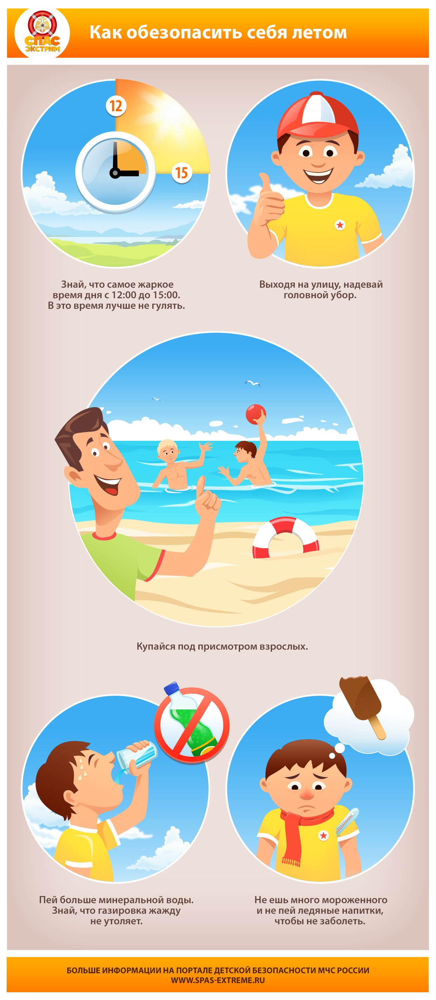 СПАС
ЭКСТРИМ
Как обезопасить себя летом
12
15
Знай, что самое жаркое
время дня с 12:00 до 15:00.
В это время лучше не гулять.
Выходя на улицу, надевай
головной убор.
Купайся под присмотром взрослых.
Пей больше минеральной воды.
Знай, что газировка жажду
не утоляет.
Не ешь много мороженного
и не пей ледяные напитки,
чтобы не заболеть.
БОЛЬШЕ ИНФОРМАЦИИ НА ПОРТАЛЕ ДЕТСКОЙ БЕЗОПАСНОСТИ МЧС РОССИИ
WWW.SPAS-EXTREME.RU